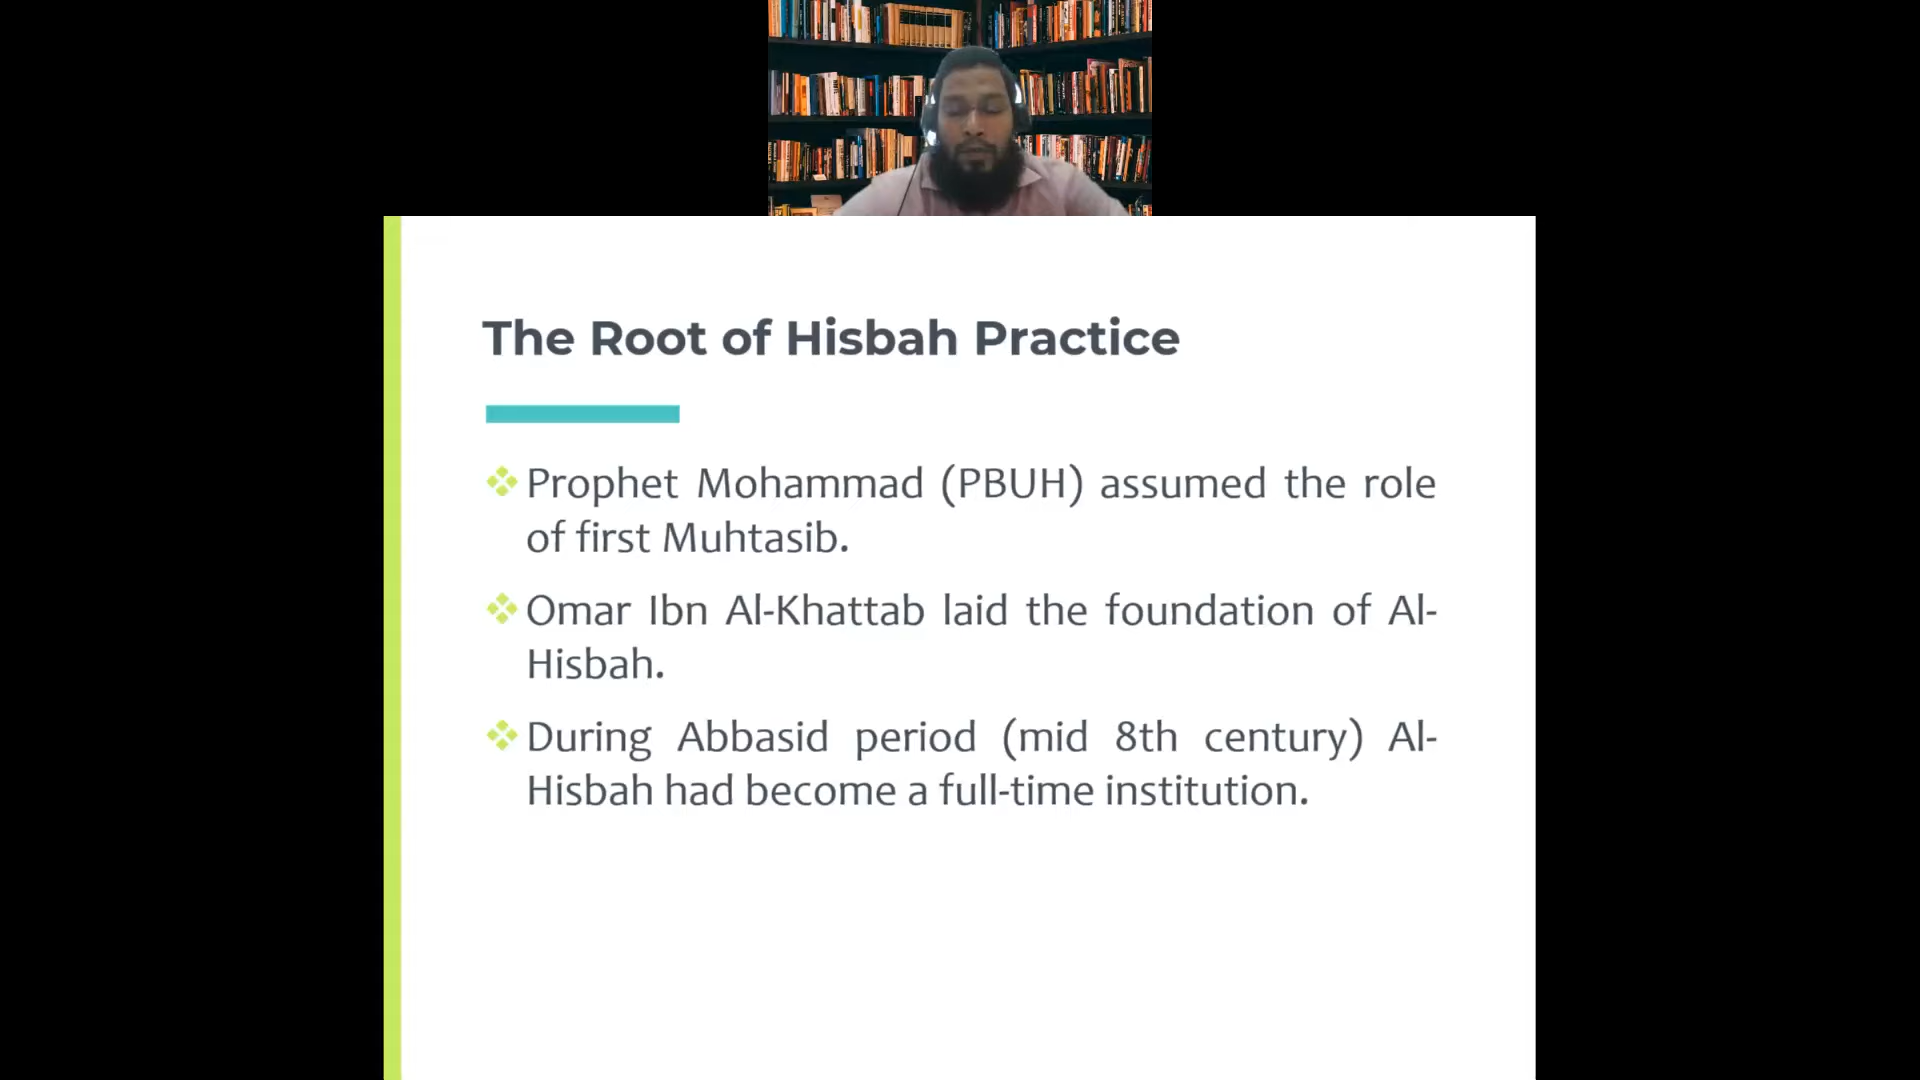 The Root of Hisbah Practice
Prophet Mohammad (PBUH) assumed the role
of first Muhtasib.
Omar Ibn Al-Khattab laid the foundation of Al-
Hisbah.
During Abbasid period (mid 8th century) Al-
Hisbah had become a full-time institution.